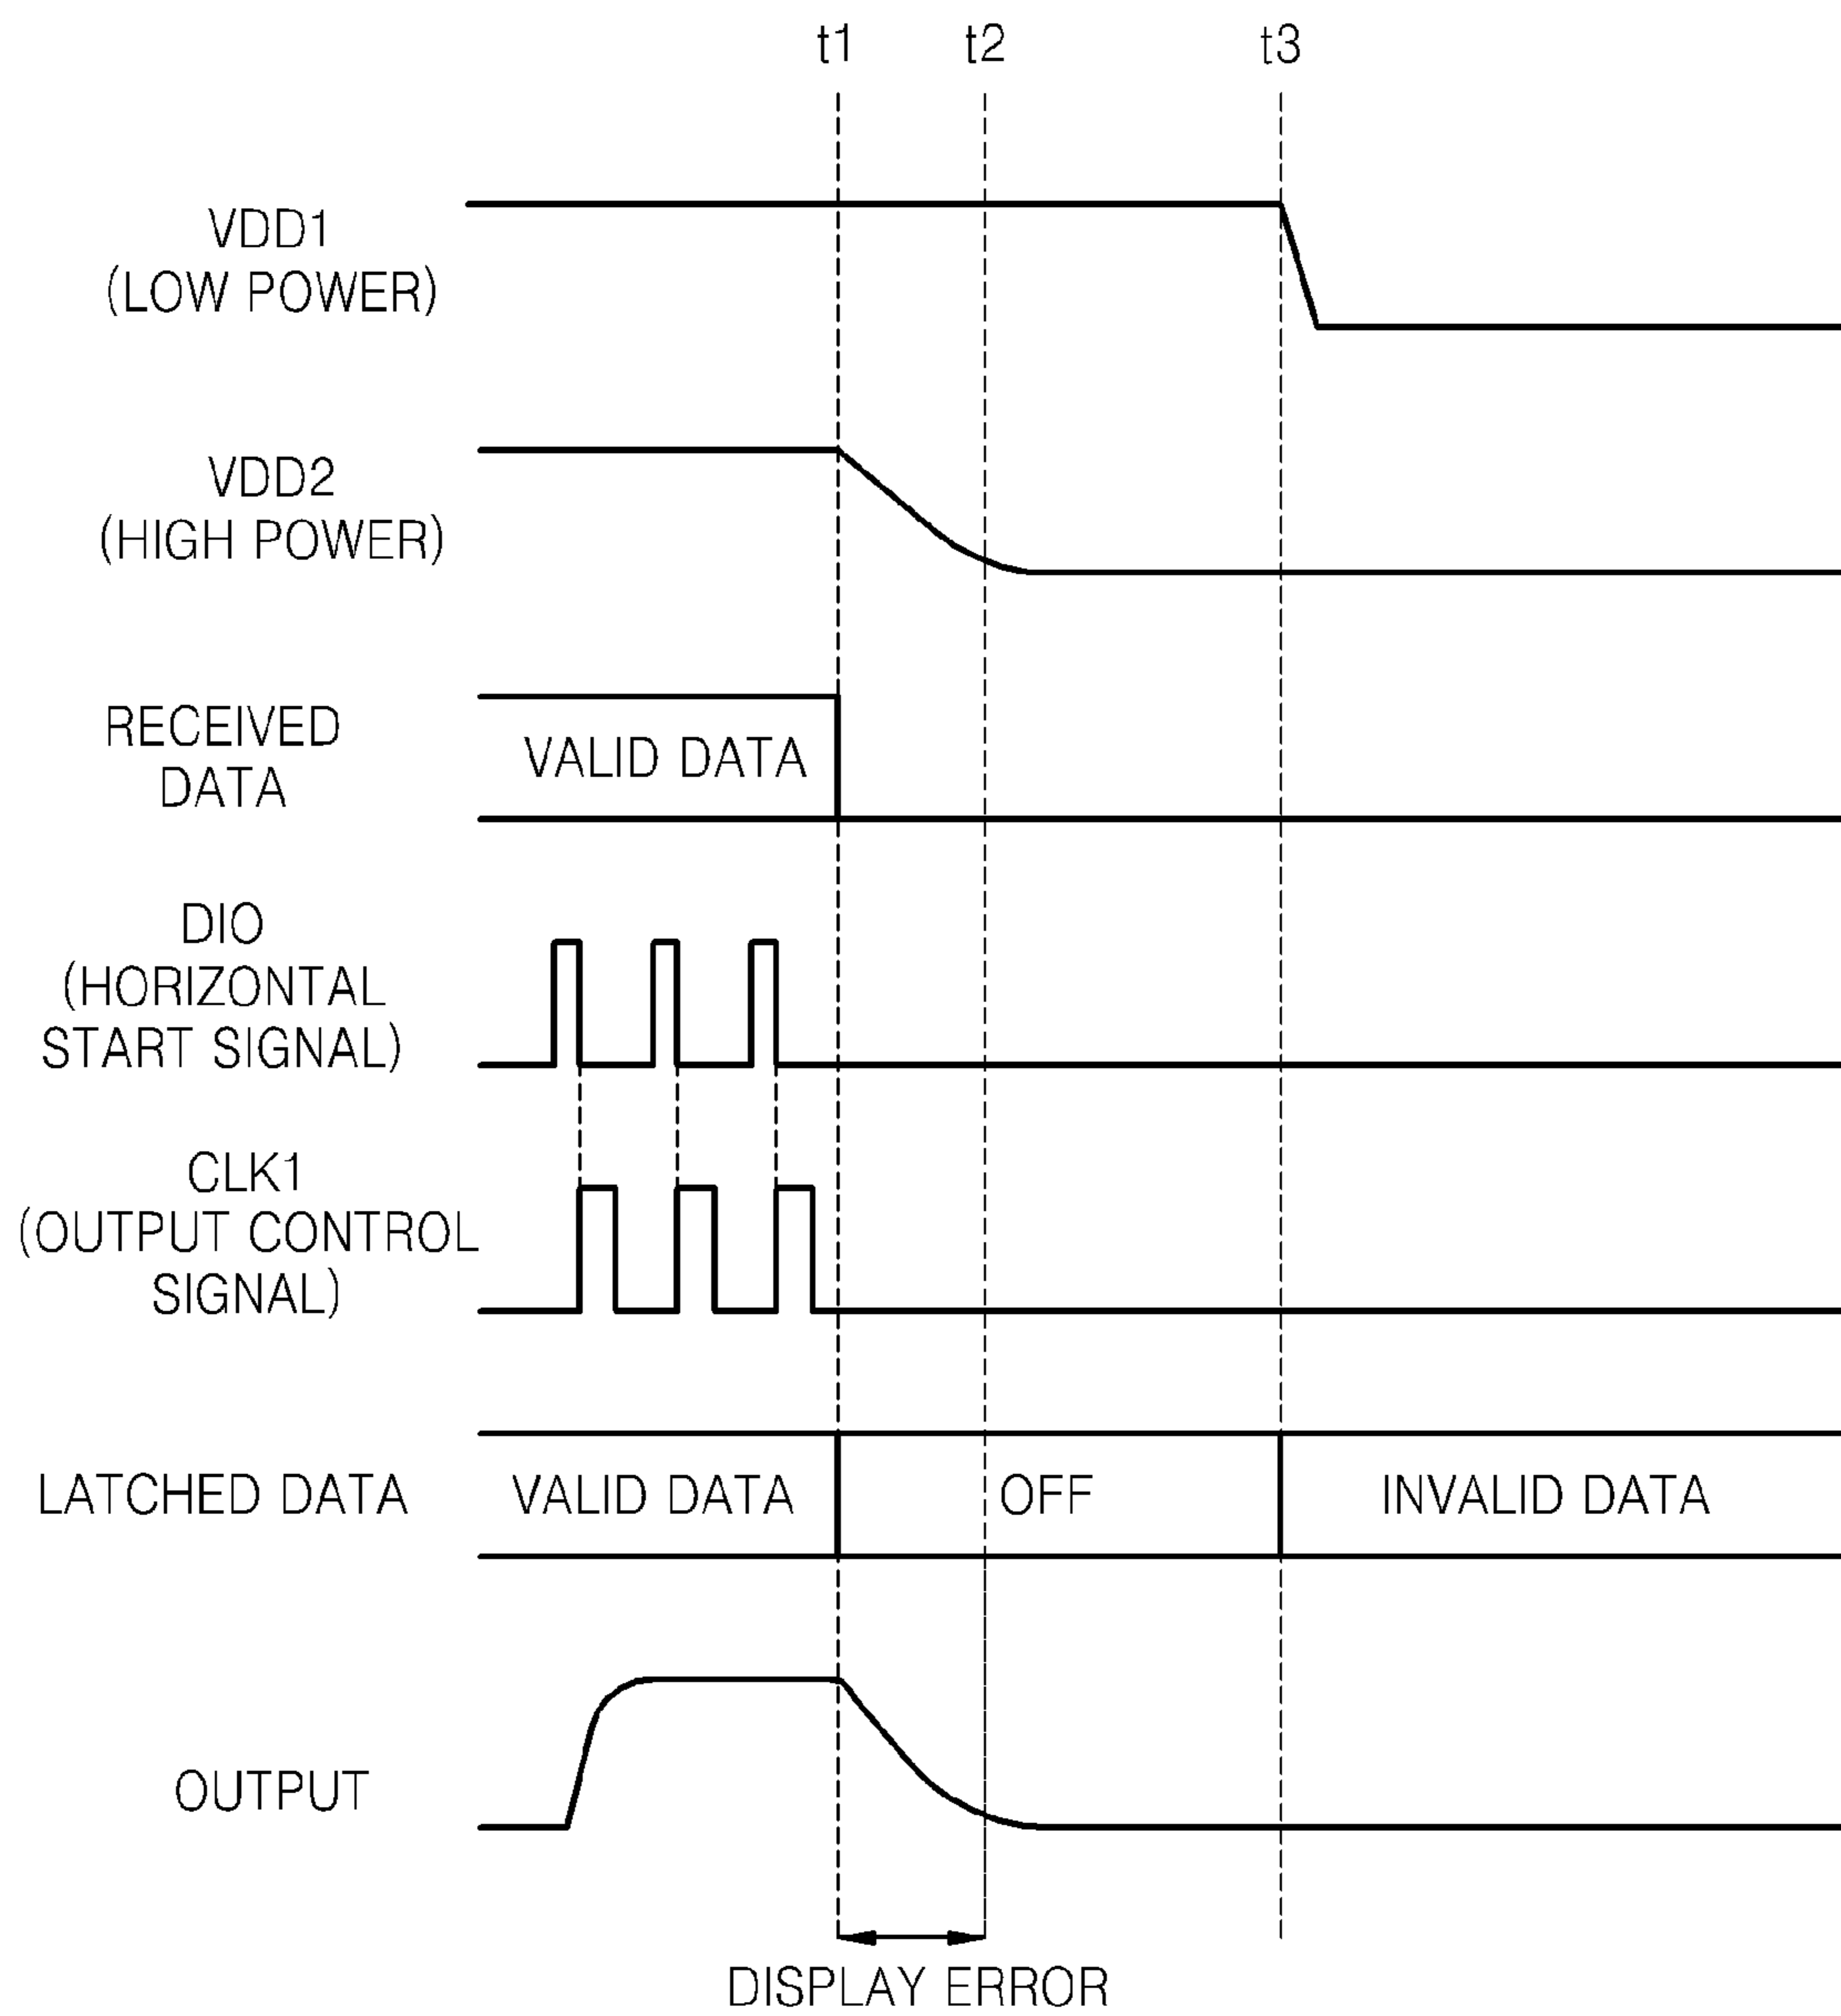 t1 t2 t3
VDD1
(LOW POWER)
VDD2
(HIGH POWER)
RECEIVED
DATA
VALID DATA
DIO
(HORIZONTAL
START SIGNAL)
CLK1
(OUTPUT CONTROL
SIGNAL)
LATCHED DATA VALID DATA OFF INVALID DATA
OUTPUT
DISPLAY ERROR